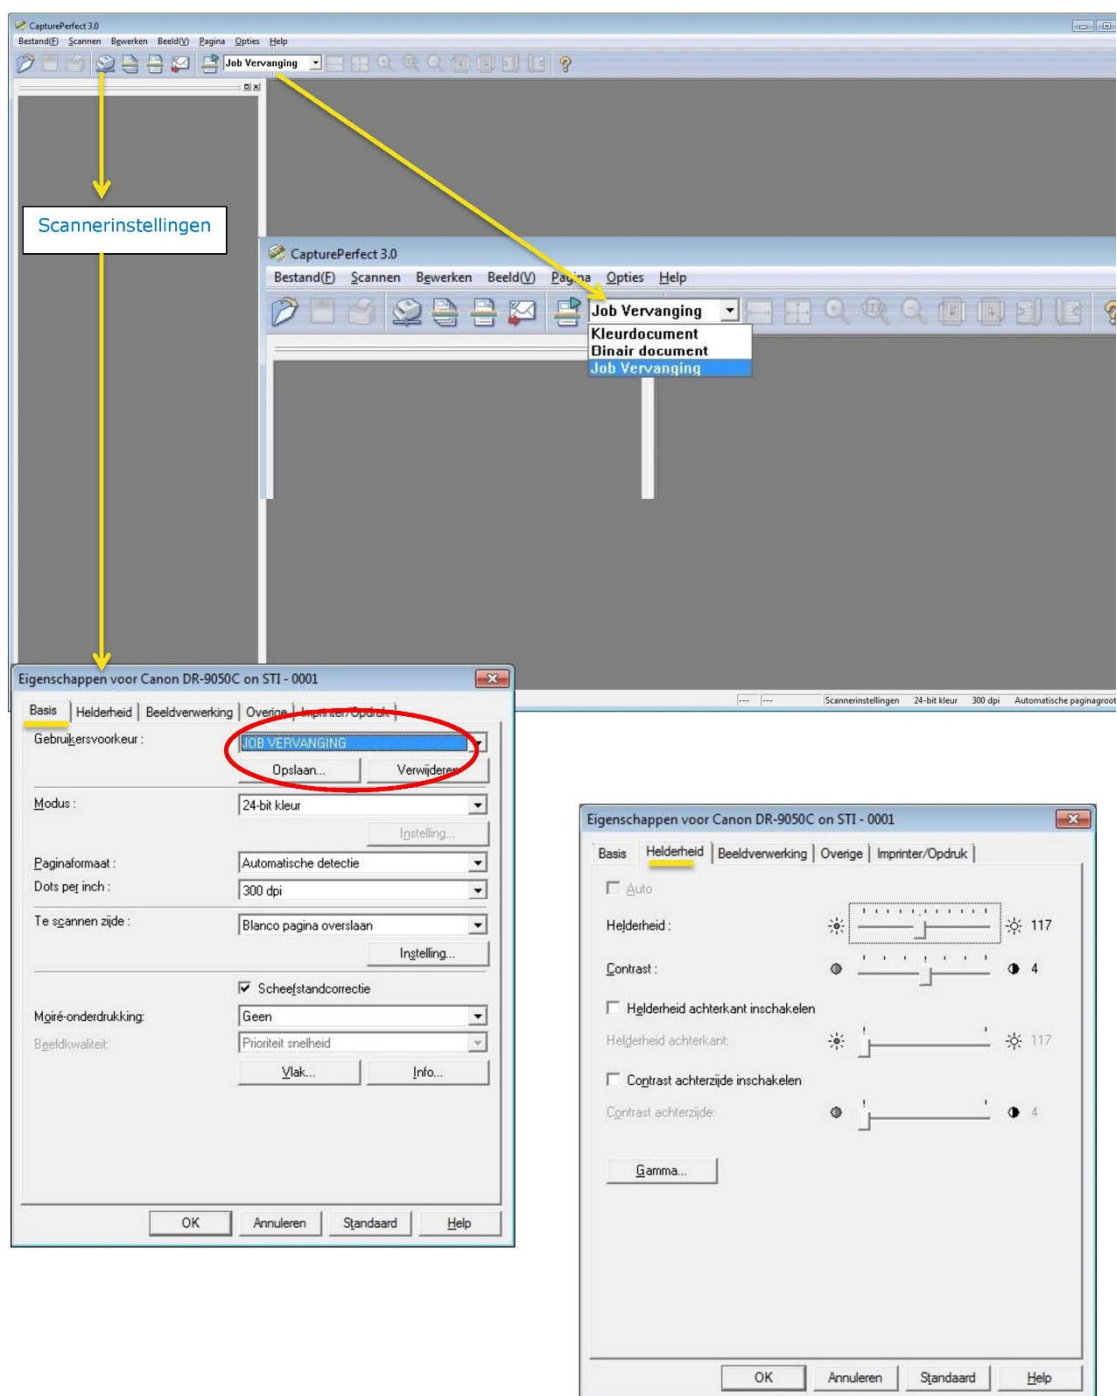 CapturePerfect 3.0
Bestand(F) Scannen Bewerken Beeld(V) Pagina Opties Help
Job Vervanging
Scannerinstellingen
CapturePerfect 3.0
Bestand(F) Scannen Bewerken Beeld(V) Pagina Opties Help
Job Vervanging
Kleurdocument
Binair document
Job Vervanging
--- --- Scannerinstellingen 24-bit kleur 300 dpi Automatische paginagroot
Eigenschappen voor Canon DR-9050C on STI - 0001
Basis Helderheid Beeldverwerking Overige Imprinter/Opdruk
Gebruikersvoorkeur : JOB VERVANGING
Opslaan... Verwijderen
Modus : 24-bit kleur
Instelling...
Paginaformaat : Automatische detectie
Dots per inch : 300 dpi
Te scannen zijde : Blanco pagina overslaan
Instelling...
Scheefstandcorrectie
Moiré-onderdrukking: Geen
Beeldkwaliteit: Prioriteit snelheid
Vlak... Info...
OK Annuleren Standaard Help
Eigenschappen voor Canon DR-9050C on STI - 0001
Basis Helderheid Beeldverwerking Overige Imprinter/Opdruk
Auto
Helderheid : 117
Contrast : 4
Helderheid achterkant inschakelen
Helderheid achterkant: 117
Contrast achterzijde inschakelen
Contrast achterzijde: 4
Gamma...
OK Annuleren Standaard Help